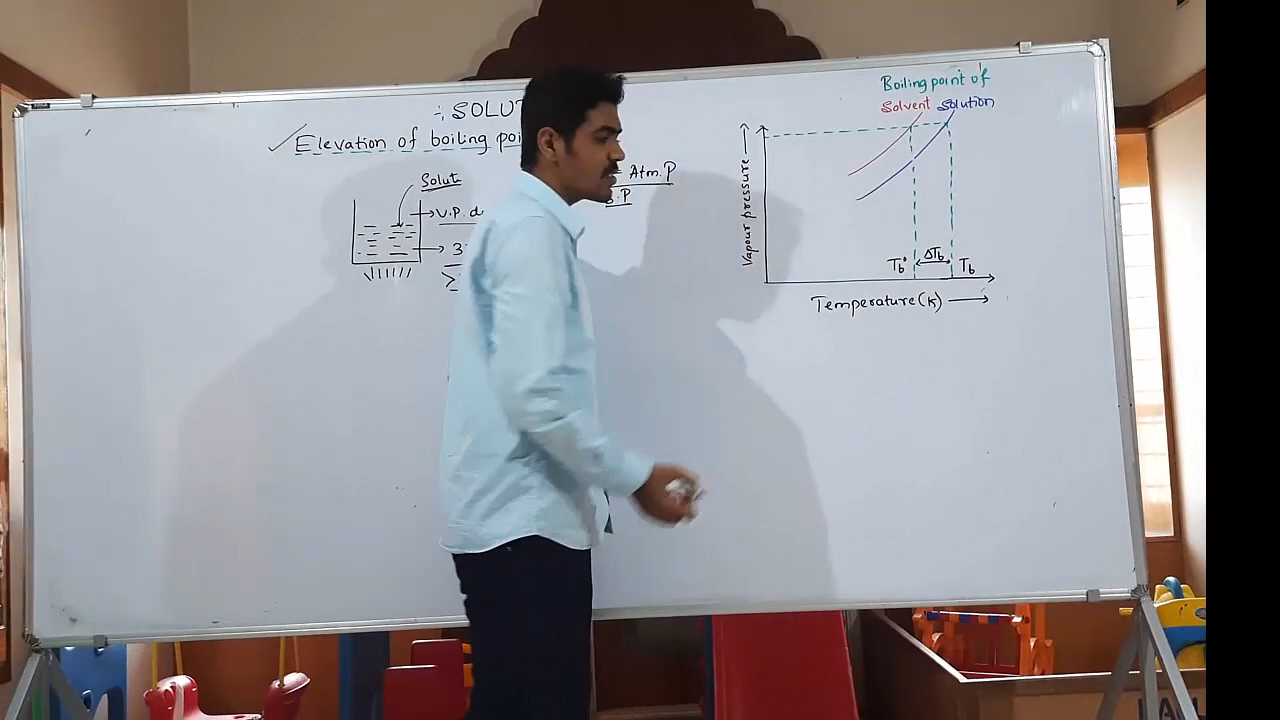 :- SOLUT
Elevation of boiling poi
Solut
V.P. d
Atm.P
B.P
Boiling point of
Solvent Solution
Vapour pressure
Tb° ΔTb Tb
Temperature (K)